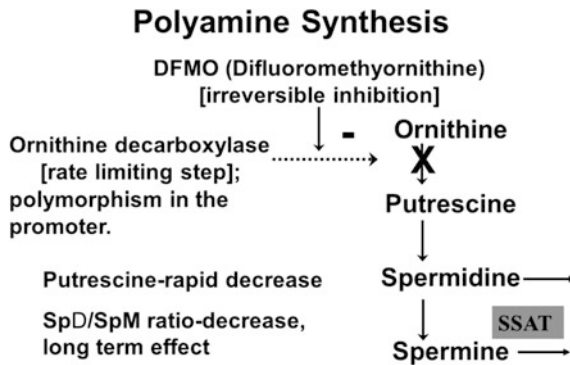 Polyamine Synthesis
DFMO (Difluoromethyornithine)
[irreversible inhibition]
-
Ornithine
Ornithine decarboxylase
[rate limiting step];
polymorphism in the
promoter.
X
Putrescine
Putrescine-rapid decrease
Spermidine
SpD/SpM ratio-decrease,
long term effect
SSAT
Spermine